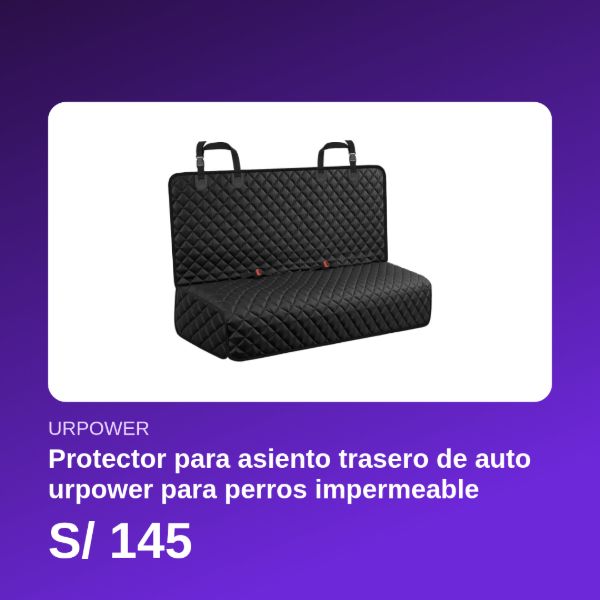 URPOWER
Protector para asiento trasero de auto
urpower para perros impermeable
S/ 145